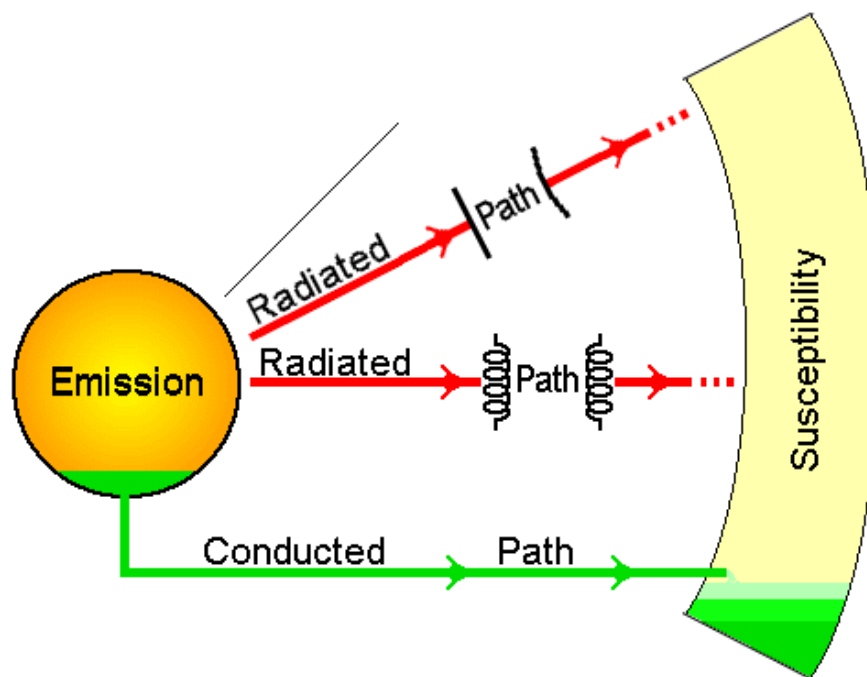 Radiated Path
Emission
Radiated Path
Conducted Path
Susceptibility